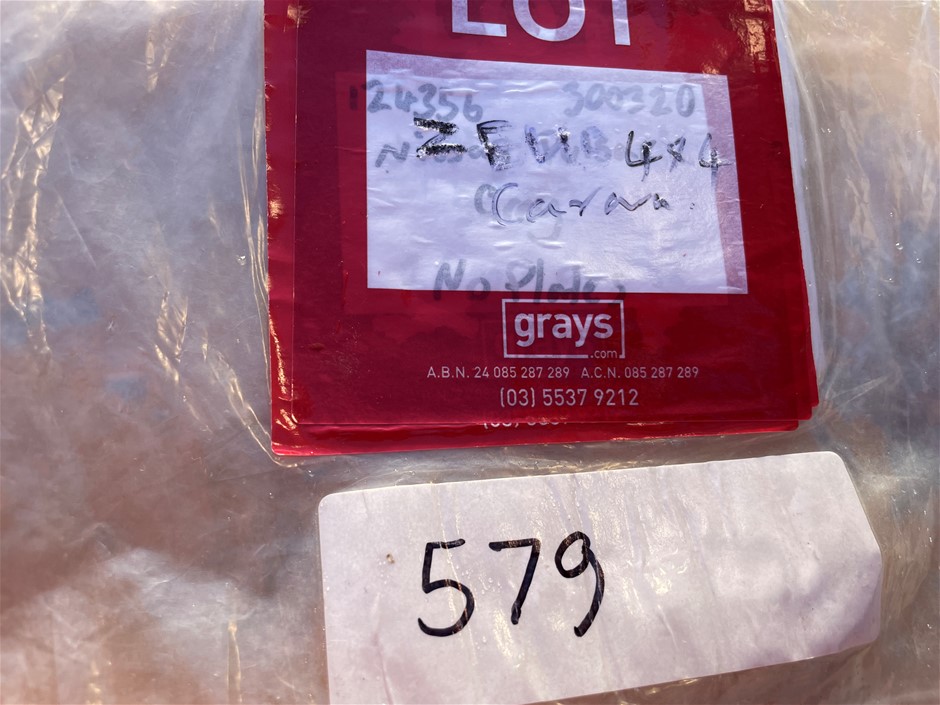 LOT
124356 300320
4x4
No Plates
grays
.com
A.B.N. 24 085 287 289 A.C.N. 085 287 289
(03) 5537 9212
579